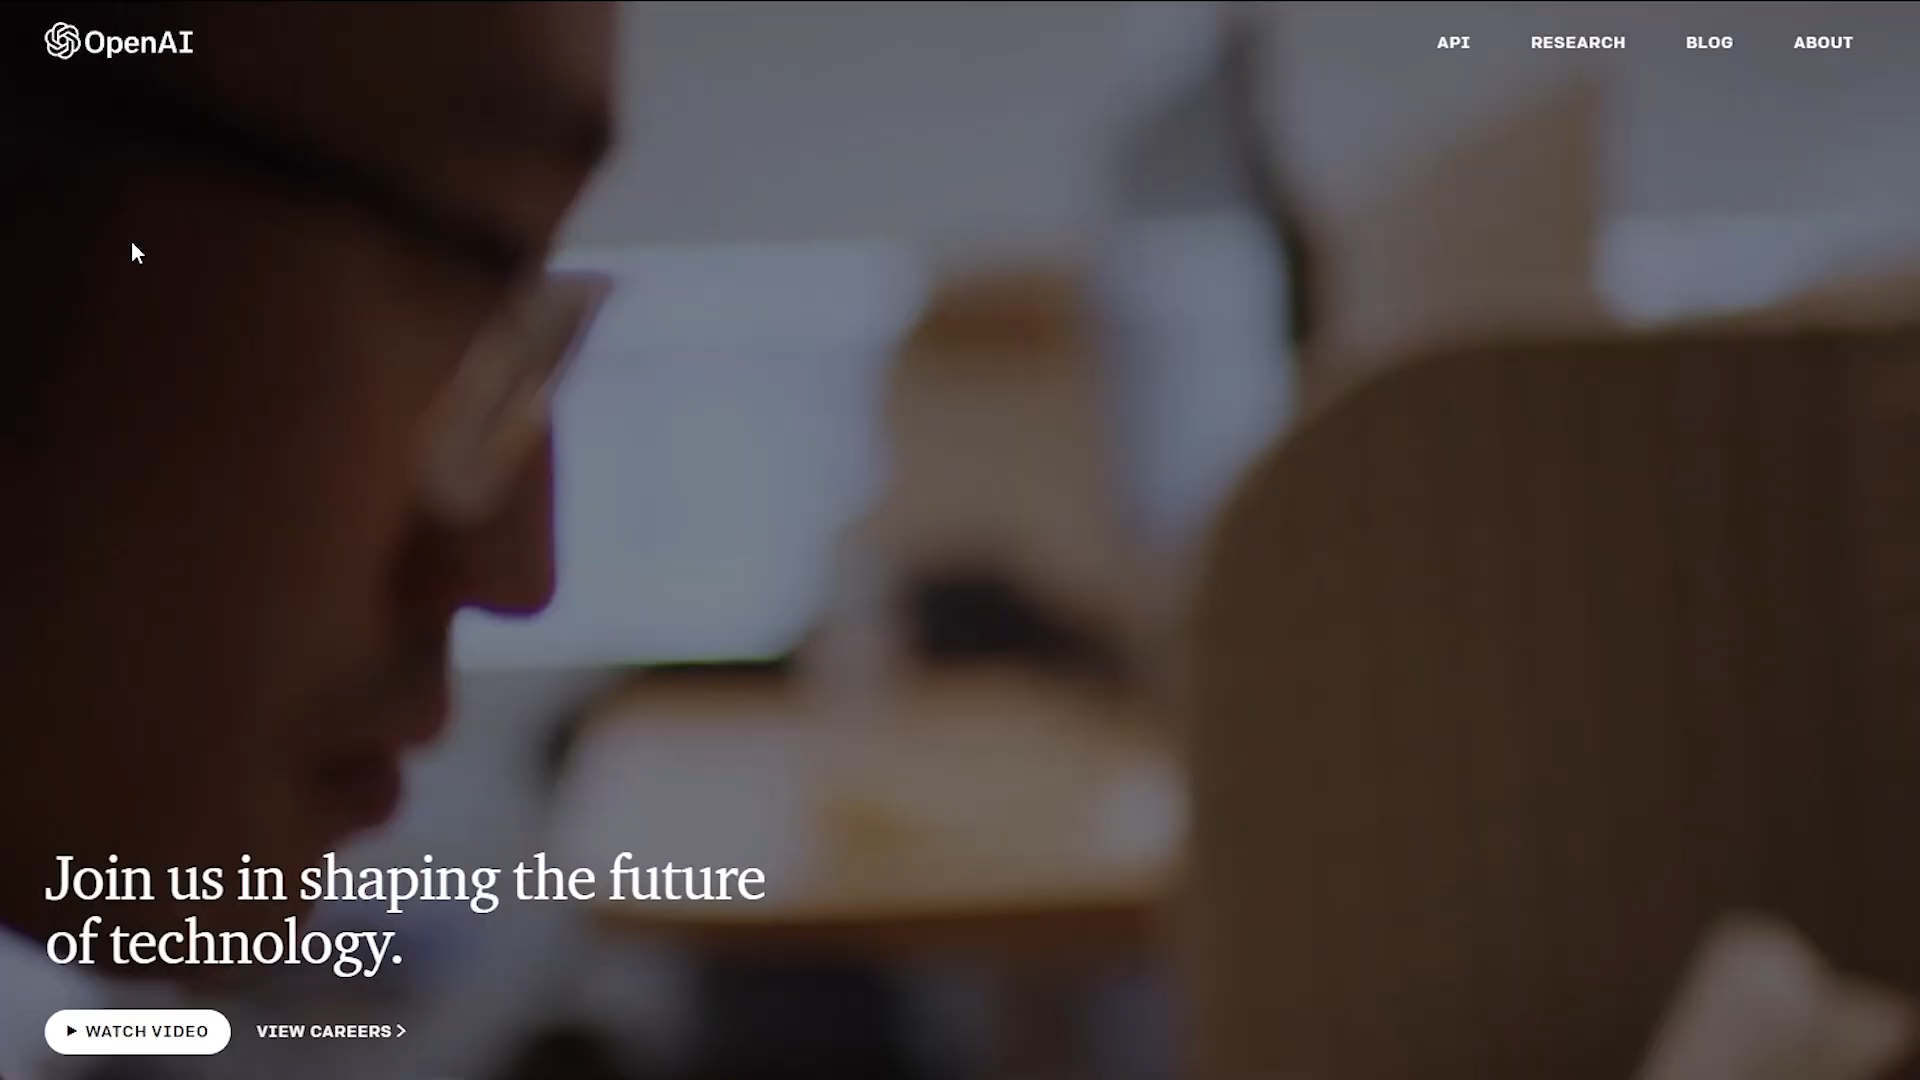 OpenAI
API RESEARCH BLOG ABOUT
Join us in shaping the future
of technology.
WATCH VIDEO VIEW CAREERS >